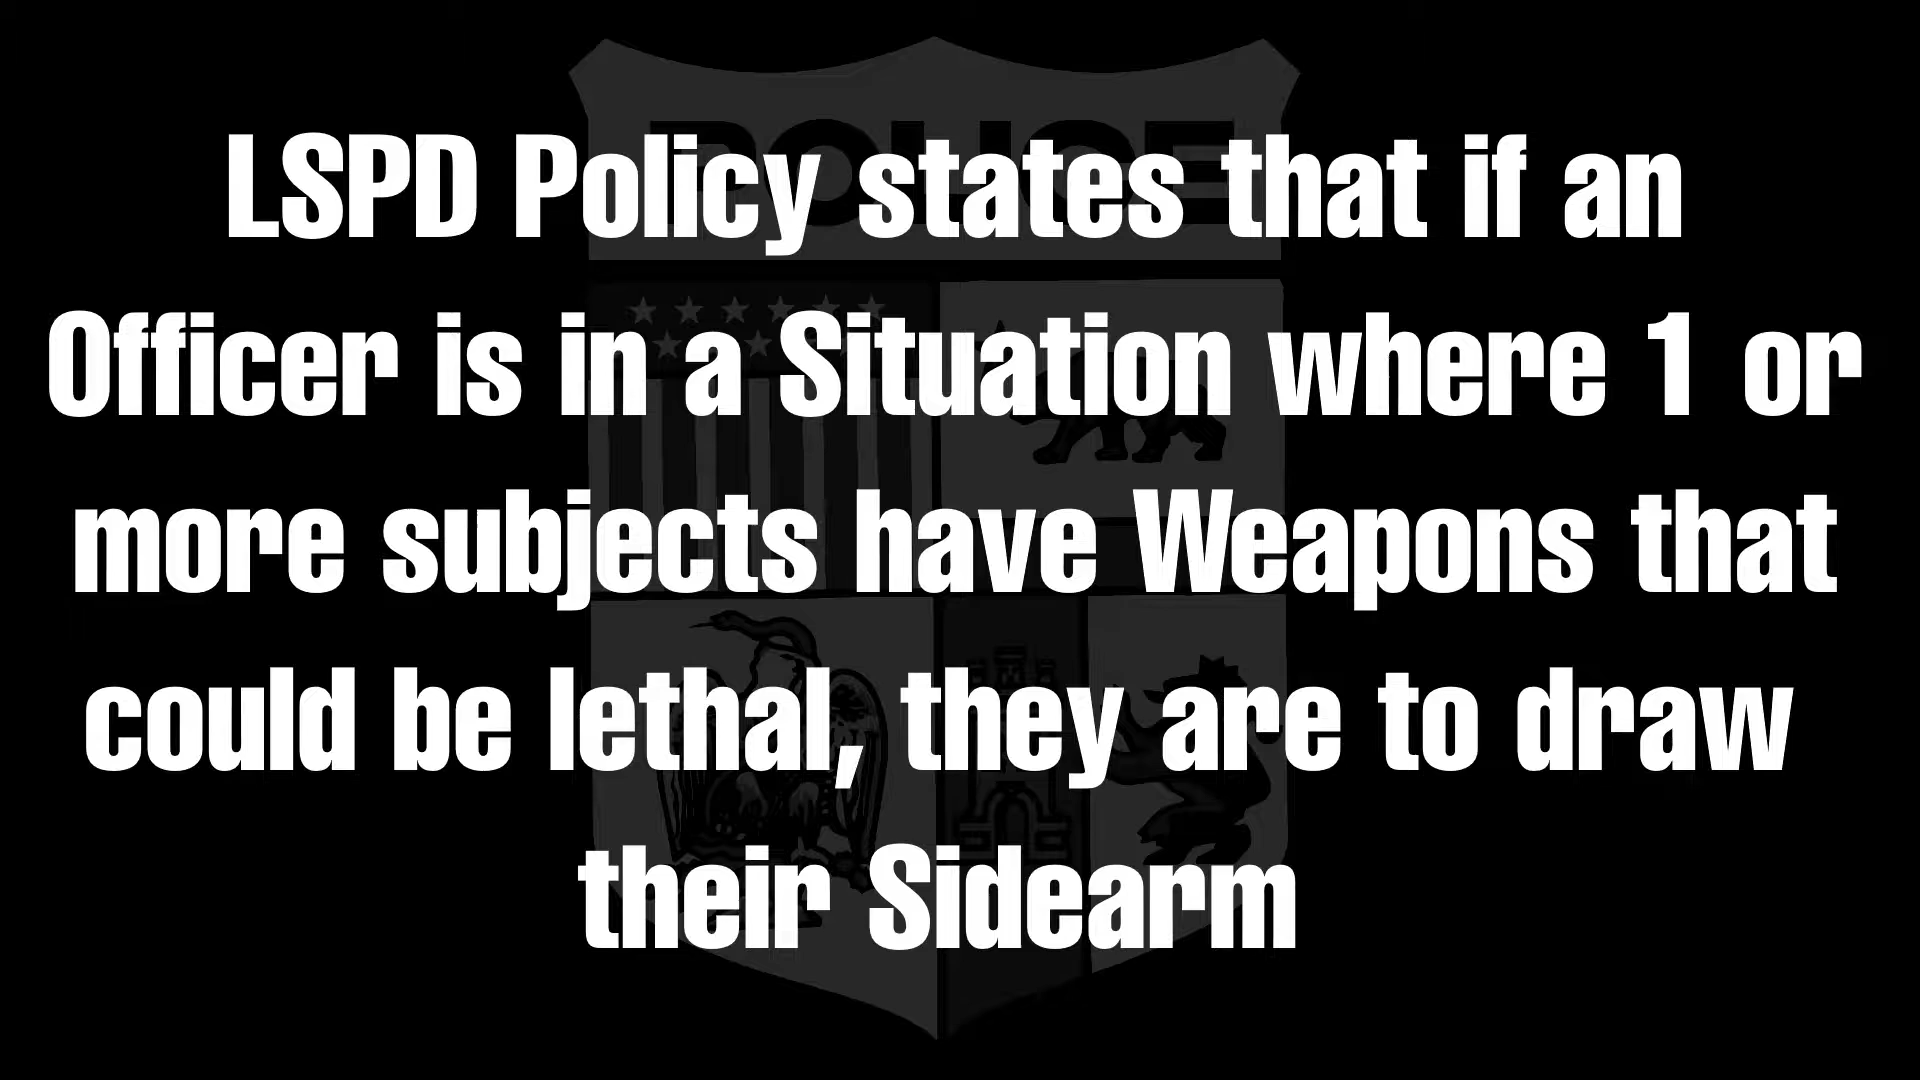 POLICE
LSPD Policy states that if an
Officer is in a Situation where 1 or
more subjects have Weapons that
could be lethal, they are to draw
their Sidearm